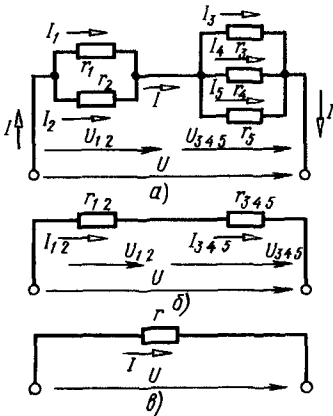 I₁ I₃
r₁ I₄ r₃
r₂ I I₅ r₄
I I₂ r₅ I
U₁₂ U₃₄₅
U
а)
r₁₂ r₃₄₅
I₁₂ I₃₄₅
U₁₂ U₃₄₅
U
б)
r
I
U
в)